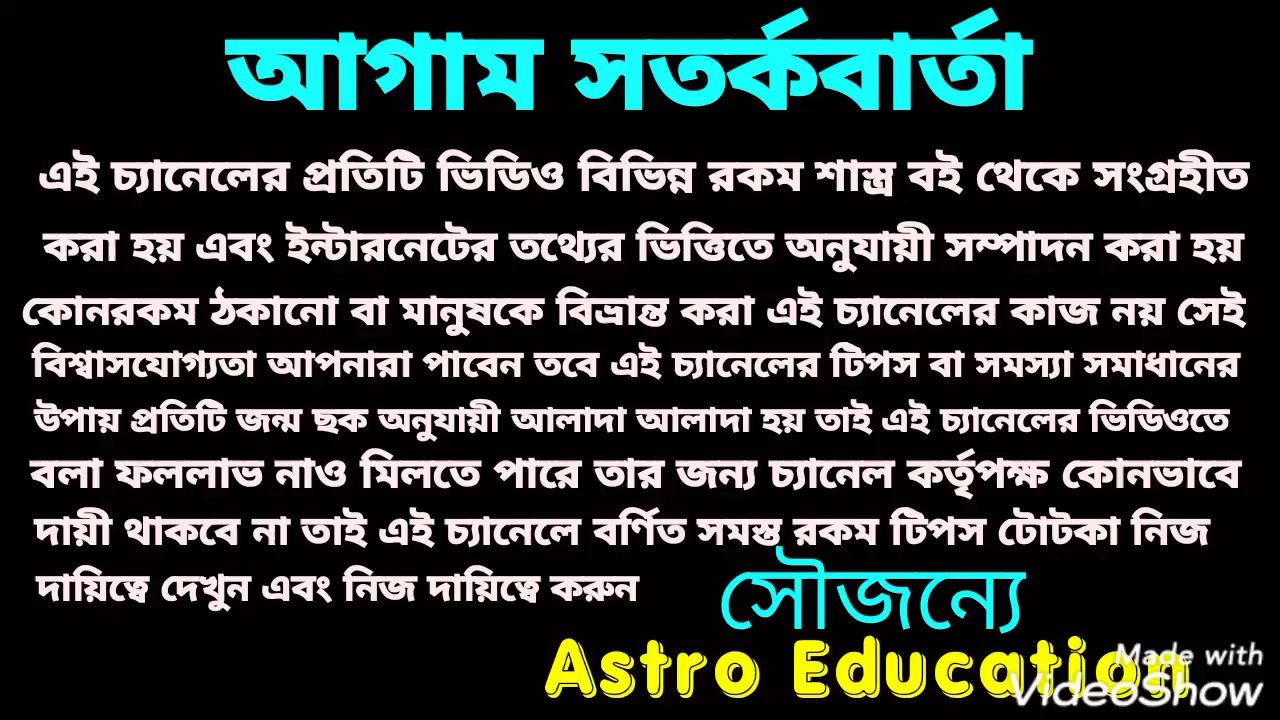 আগাম সতর্কবার্তা
এই চ্যানেলের প্রতিটি ভিডিও বিভিন্ন রকম শাস্ত্র বই থেকে সংগ্রহীত
করা হয় এবং ইন্টারনেটের তথ্যের ভিত্তিতে অনুযায়ী সম্পাদন করা হয়
কোনরকম ঠকানো বা মানুষকে বিভ্রান্ত করা এই চ্যানেলের কাজ নয় সেই
বিশ্বাসযোগ্যতা আপনারা পাবেন তবে এই চ্যানেলের টিপস বা সমস্যা সমাধানের
উপায় প্রতিটি জন্ম ছক অনুযায়ী আলাদা আলাদা হয় তাই এই চ্যানেলের ভিডিওতে
বলা ফললাভ নাও মিলতে পারে তার জন্য চ্যানেল কর্তৃপক্ষ কোনভাবে
দায়ী থাকবে না তাই এই চ্যানেলে বর্ণিত সমস্ত রকম টিপস টোটকা নিজ
দায়িত্বে দেখুন এবং নিজ দায়িত্বে করুন
সৌজন্যে
Astro Education
Made with
VideoShow